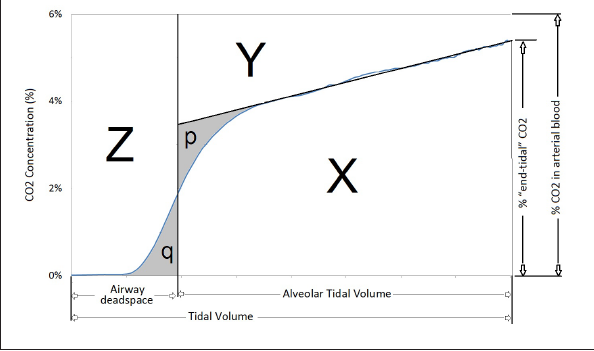 6%
4%
2%
0%
CO2 Concentration (%)
Z
Y
X
p
q
% "end-tidal" CO2
% CO2 in arterial blood
Airway
deadspace
Alveolar Tidal Volume
Tidal Volume